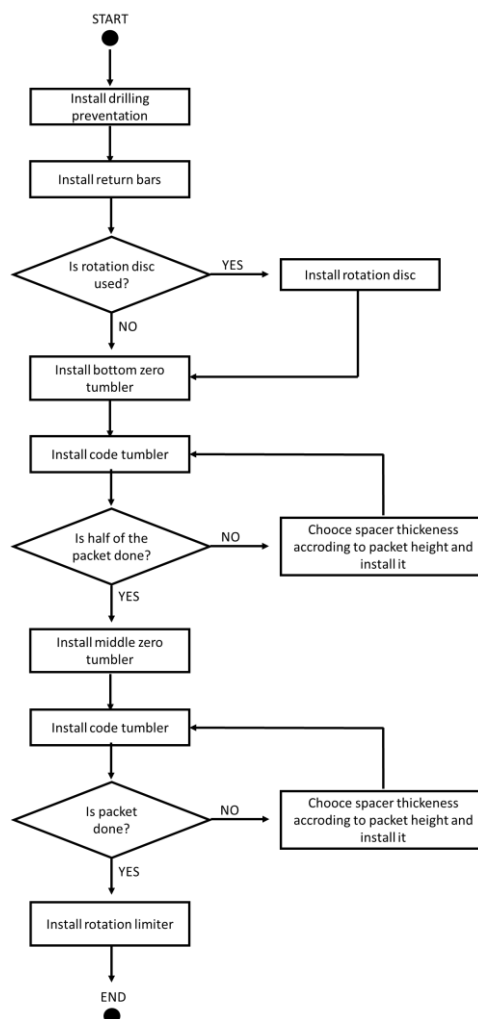 START
Install drilling
preventation
Install return bars
Is rotation disc
used?
YES
Install rotation disc
NO
Install bottom zero
tumbler
Install code tumbler
Is half of the
packet done?
NO
Chooce spacer thickeness
accroding to packet height and
install it
YES
Install middle zero
tumbler
Install code tumbler
Is packet
done?
NO
Chooce spacer thickeness
accroding to packet height and
install it
YES
Install rotation limiter
END